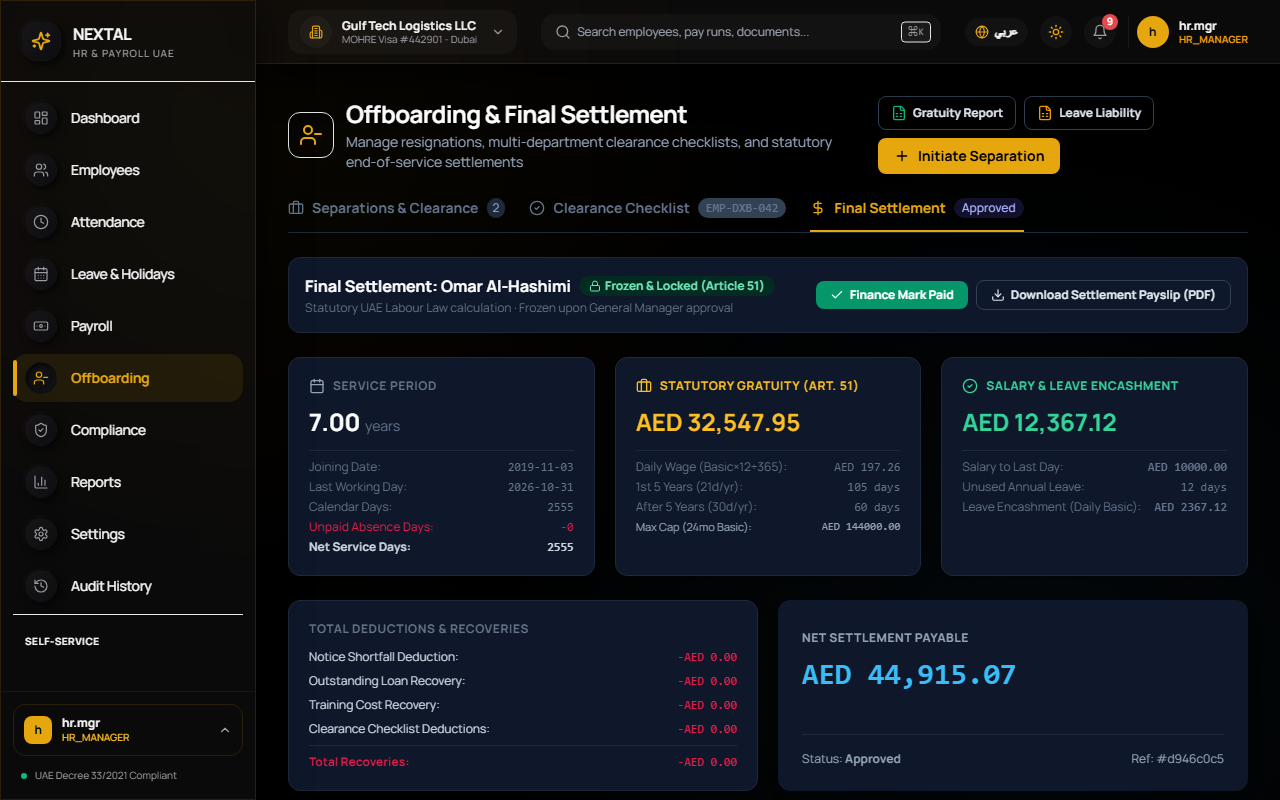 NEXTAL
HR & PAYROLL UAE
Gulf Tech Logistics LLC
MOHRE Visa #442901 - Dubai
Search employees, pay runs, documents...
⌘K
عربي
9
h
hr.mgr
HR_MANAGER
Dashboard
Employees
Attendance
Leave & Holidays
Payroll
Offboarding
Compliance
Reports
Settings
Audit History
SELF-SERVICE
h
hr.mgr
HR_MANAGER
UAE Decree 33/2021 Compliant
Offboarding & Final Settlement
Manage resignations, multi-department clearance checklists, and statutory
end-of-service settlements
Gratuity Report
Leave Liability
Initiate Separation
Separations & Clearance 2
Clearance Checklist EMP-DXB-042
Final Settlement Approved
Final Settlement: Omar Al-Hashimi
Frozen & Locked (Article 51)
Statutory UAE Labour Law calculation · Frozen upon General Manager approval
Finance Mark Paid
Download Settlement Payslip (PDF)
SERVICE PERIOD
7.00 years
Joining Date: 2019-11-03
Last Working Day: 2026-10-31
Calendar Days: 2555
Unpaid Absence Days: -0
Net Service Days: 2555
STATUTORY GRATUITY (ART. 51)
AED 32,547.95
Daily Wage (Basic×12÷365): AED 197.26
1st 5 Years (21d/yr): 105 days
After 5 Years (30d/yr): 60 days
Max Cap (24mo Basic): AED 144000.00
SALARY & LEAVE ENCASHMENT
AED 12,367.12
Salary to Last Day: AED 10000.00
Unused Annual Leave: 12 days
Leave Encashment (Daily Basic): AED 2367.12
TOTAL DEDUCTIONS & RECOVERIES
Notice Shortfall Deduction: -AED 0.00
Outstanding Loan Recovery: -AED 0.00
Training Cost Recovery: -AED 0.00
Clearance Checklist Deductions: -AED 0.00
Total Recoveries: -AED 0.00
NET SETTLEMENT PAYABLE
AED 44,915.07
Status: Approved
Ref: #d946c0c5